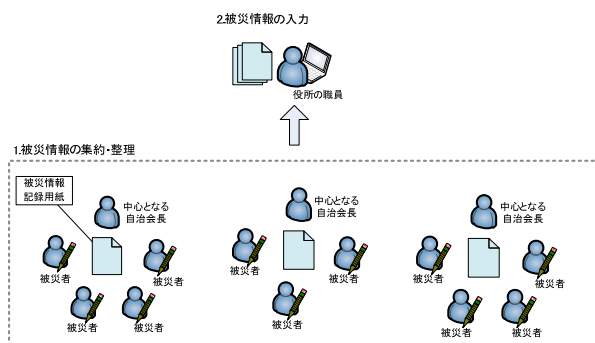 2.被災情報の入力
役所の職員
1.被災情報の集約・整理
被災情報
記録用紙
中心となる
自治会長
被災者
被災者
被災者
被災者
中心となる
自治会長
被災者
被災者
被災者
中心となる
自治会長
被災者
被災者
被災者
被災者